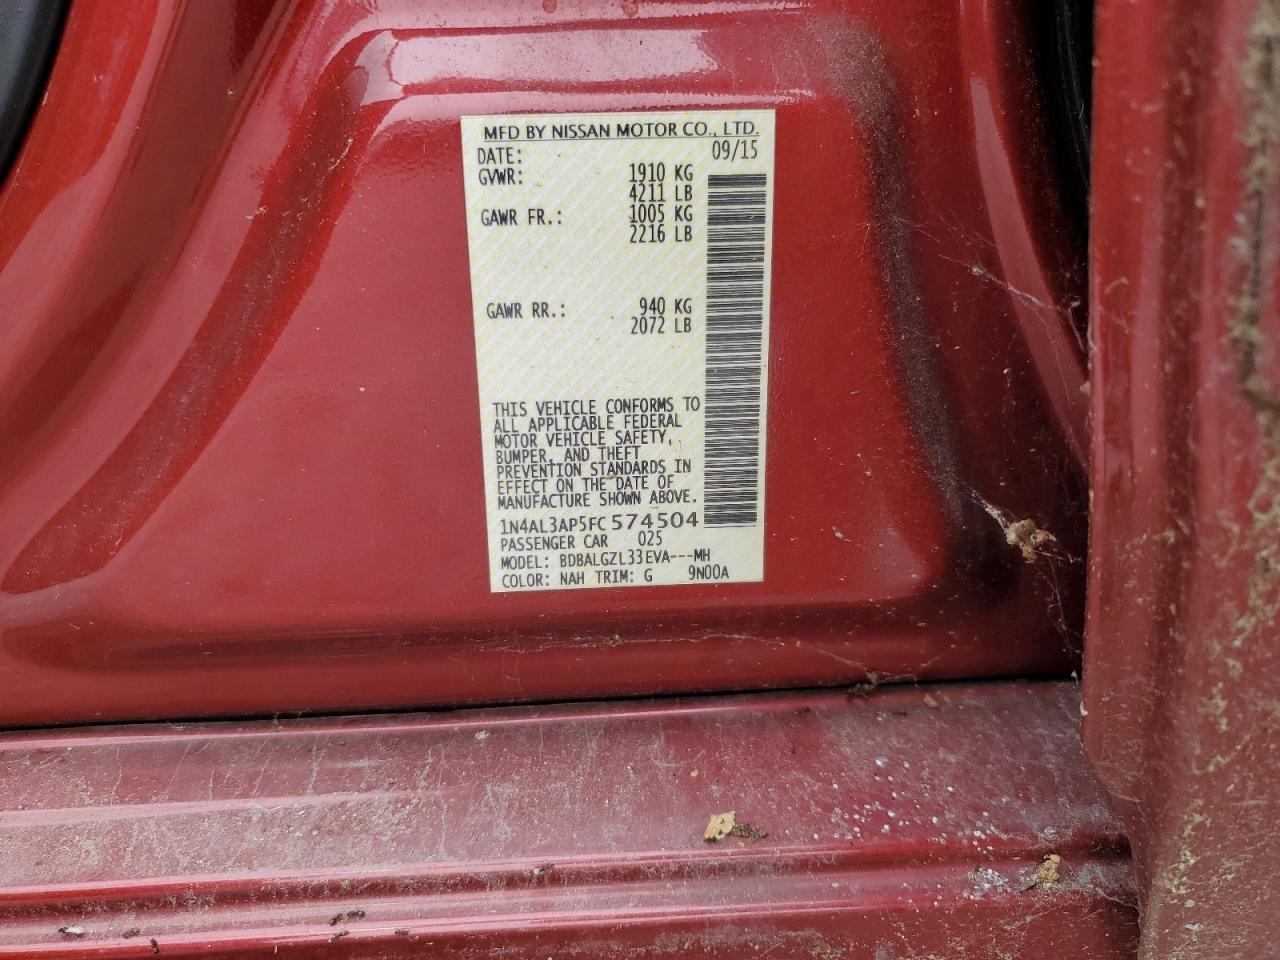 MFD BY NISSAN MOTOR CO., LTD.
DATE: 09/15
GVWR: 1910 KG
4211 LB
GAWR FR.: 1005 KG
2216 LB
GAWR RR.: 940 KG
2072 LB
THIS VEHICLE CONFORMS TO
ALL APPLICABLE FEDERAL
MOTOR VEHICLE SAFETY,
BUMPER, AND THEFT
PREVENTION STANDARDS IN
EFFECT ON THE DATE OF
MANUFACTURE SHOWN ABOVE.
1N4AL3AP5FC574504
PASSENGER CAR 025
MODEL: BDBALGZL33EVA---MH
COLOR: NAH TRIM: G 9N00A